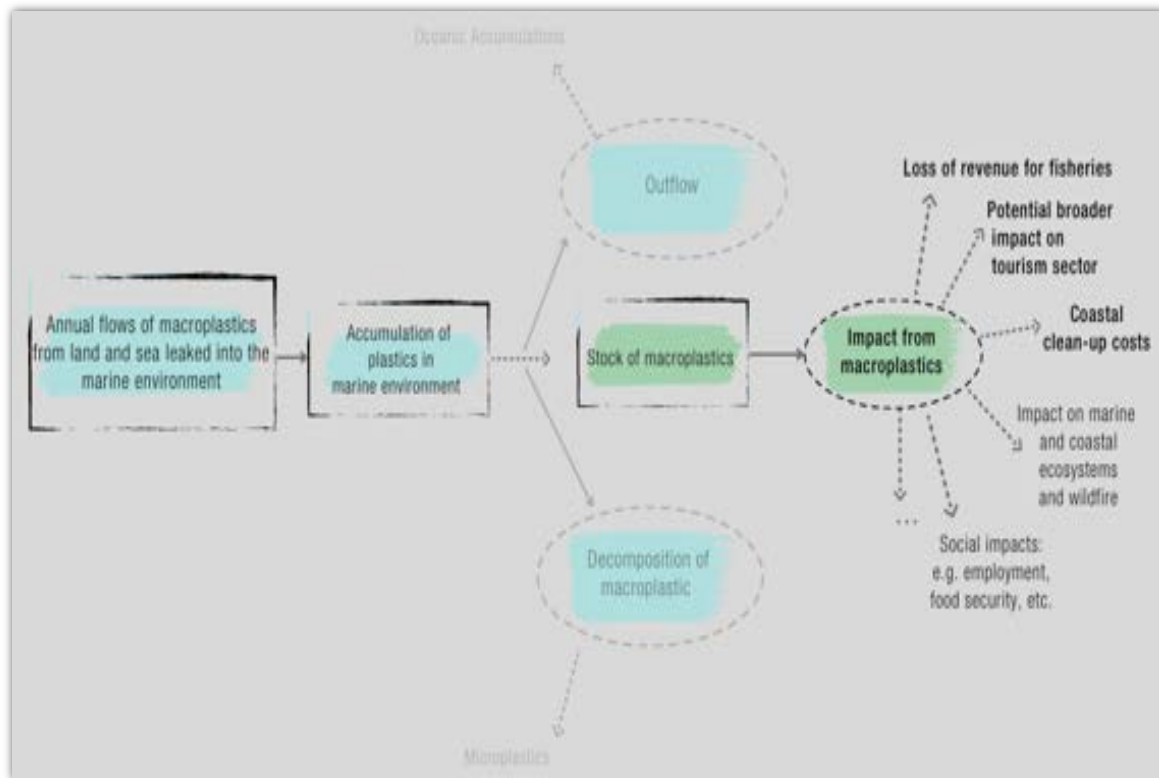 Oceanic Accumulations
Outflow
Loss of revenue for fisheries
Potential broader
impact on
tourism sector
Annual flows of macroplastics
from land and sea leaked into the
marine environment
Accumulation of
plastics in
marine environment
Stock of macroplastics
Impact from
macroplastics
Coastal
clean-up costs
Impact on marine
and coastal
ecosystems
and wildfire
...
Social impacts:
e.g. employment,
food security, etc.
Decomposition of
macroplastic
Microplastics